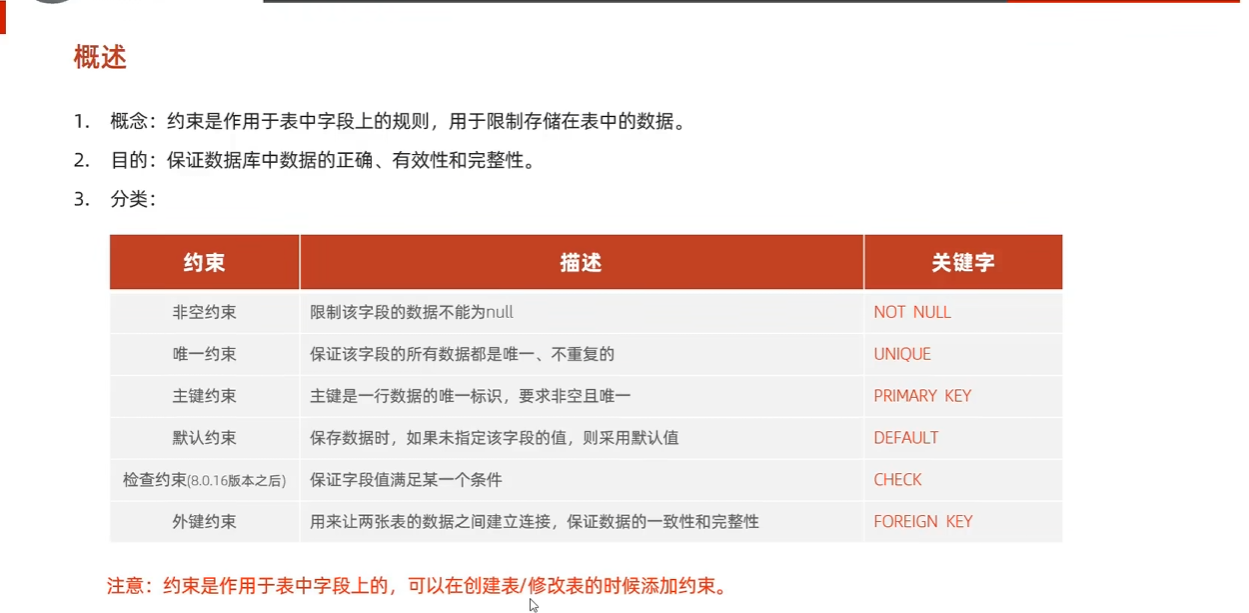 概述
1. 概念：约束是作用于表中字段上的规则，用于限制存储在表中的数据。
2. 目的：保证数据库中数据的正确、有效性和完整性。
3. 分类：
约束 描述 关键字
非空约束 限制该字段的数据不能为null NOT NULL
唯一约束 保证该字段的所有数据都是唯一、不重复的 UNIQUE
主键约束 主键是一行数据的唯一标识，要求非空且唯一 PRIMARY KEY
默认约束 保存数据时，如果未指定该字段的值，则采用默认值 DEFAULT
检查约束(8.0.16版本之后) 保证字段值满足某一个条件 CHECK
外键约束 用来让两张表的数据之间建立连接，保证数据的一致性和完整性 FOREIGN KEY
注意：约束是作用于表中字段上的，可以在创建表/修改表的时候添加约束。